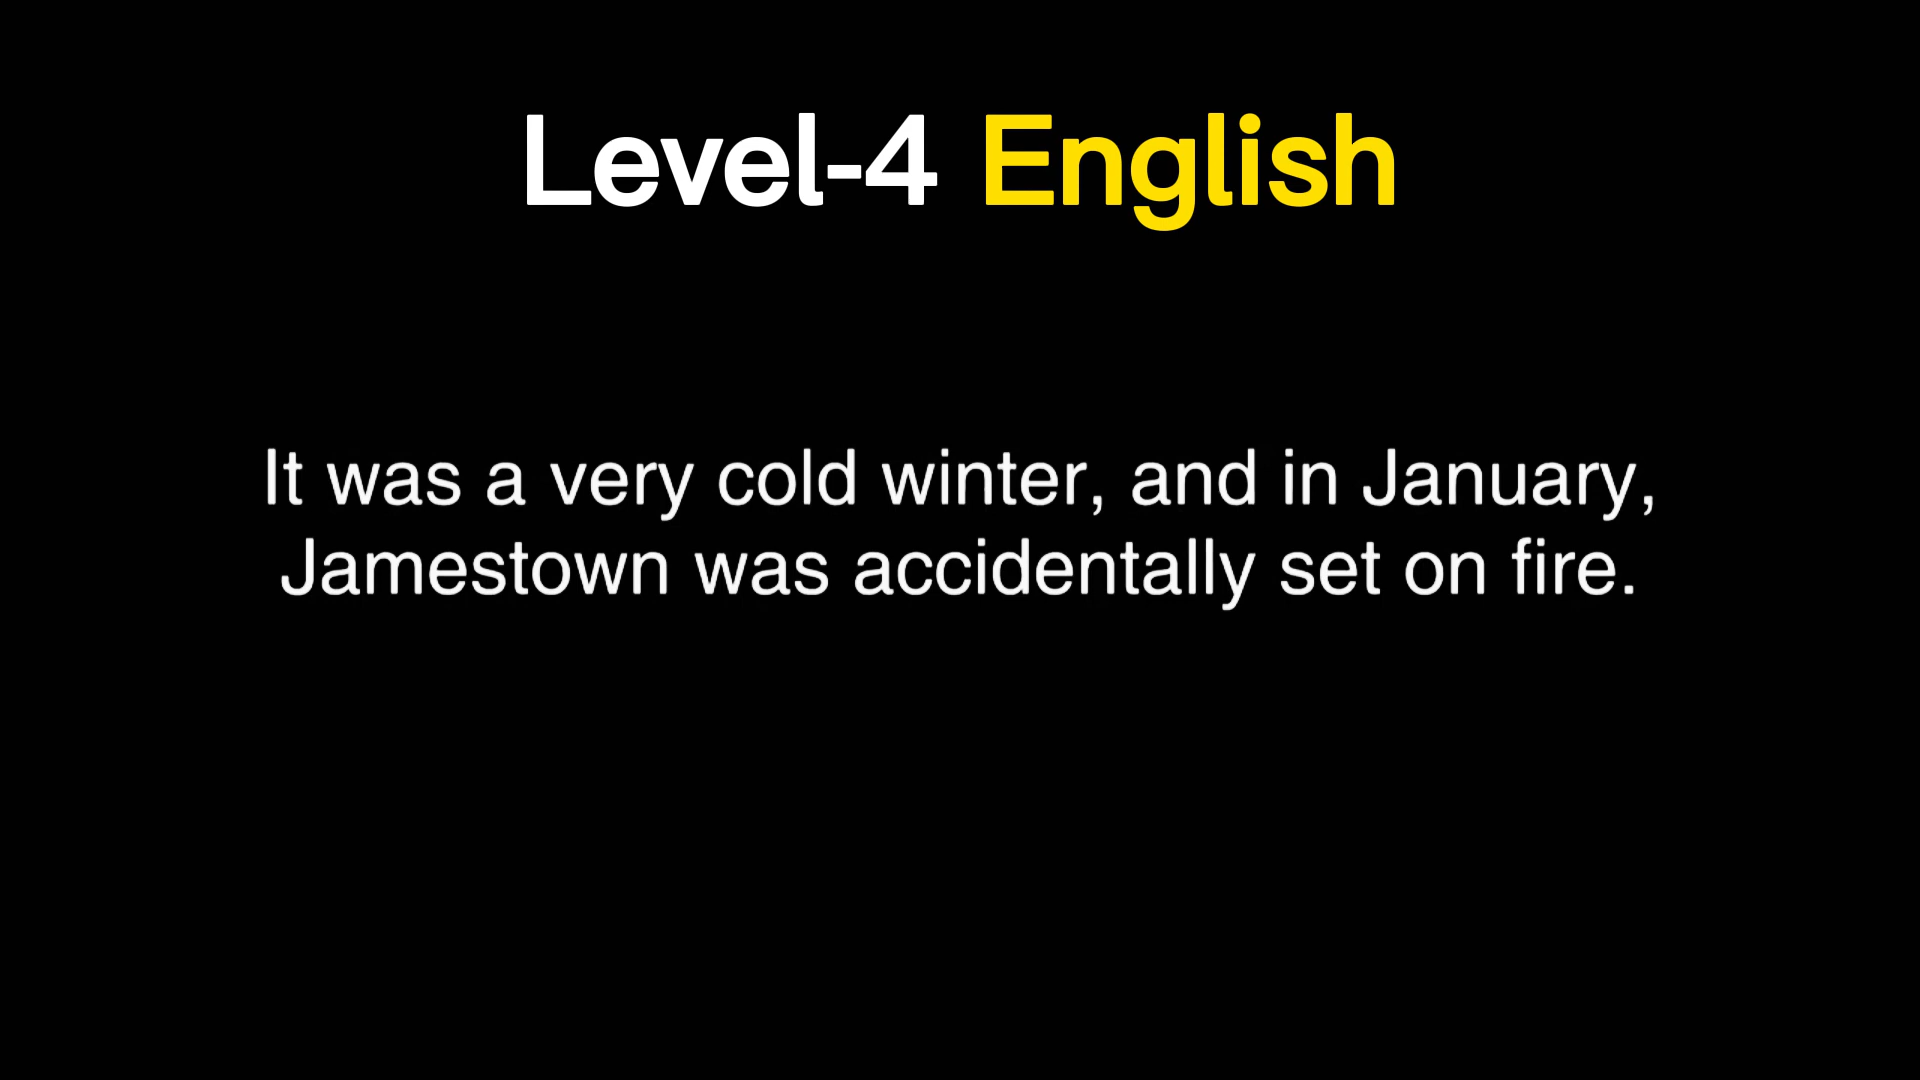 Level-4 English
It was a very cold winter, and in January,
Jamestown was accidentally set on fire.